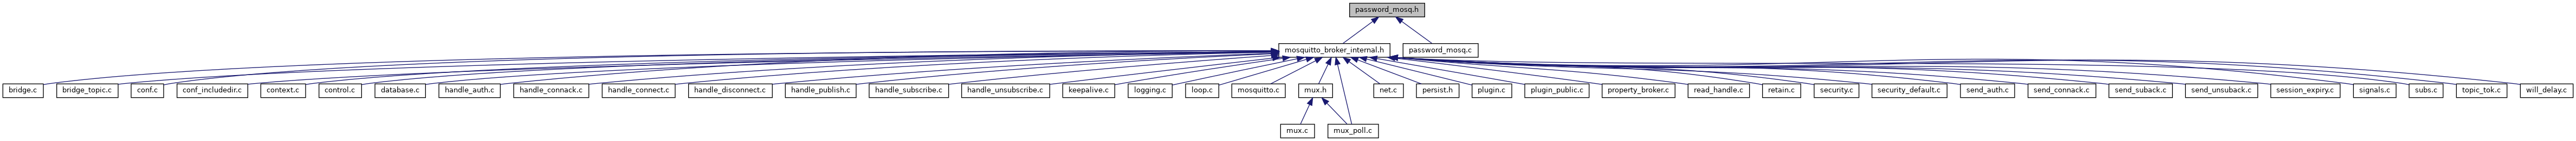 password_mosq.h
mosquitto_broker_internal.h
password_mosq.c
bridge.c
bridge_topic.c
conf.c
conf_includedir.c
context.c
control.c
database.c
handle_auth.c
handle_connack.c
handle_connect.c
handle_disconnect.c
handle_publish.c
handle_subscribe.c
handle_unsubscribe.c
keepalive.c
logging.c
loop.c
mosquitto.c
mux.h
net.c
persist.h
plugin.c
plugin_public.c
property_broker.c
read_handle.c
retain.c
security.c
security_default.c
send_auth.c
send_connack.c
send_suback.c
send_unsuback.c
session_expiry.c
signals.c
subs.c
topic_tok.c
will_delay.c
mux.c
mux_poll.c